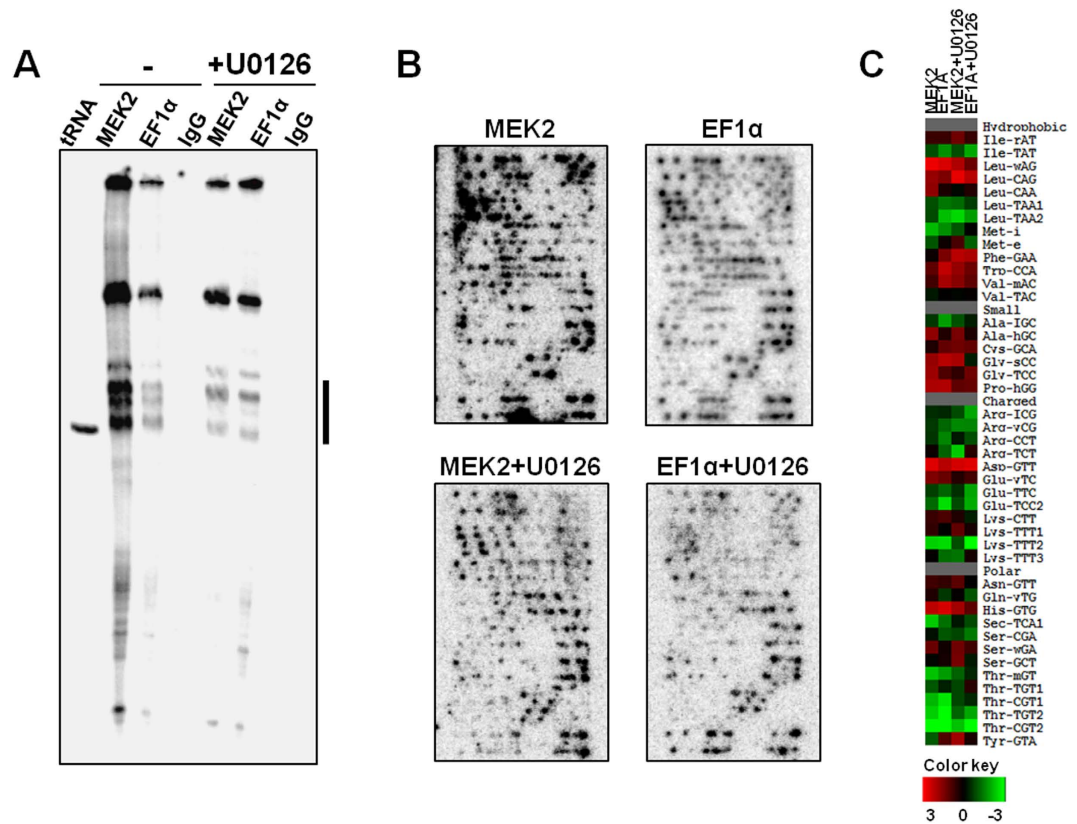 A
-
+U0126
tRNA
MEK2
EF1α
IgG
MEK2
EF1α
IgG
B
MEK2
EF1α
MEK2+U0126
EF1α+U0126
C
MEK2
EF1A
MEK2+U0126
EF1A+U0126
Hydrophobic
Ile-rAT
Ile-TAT
Leu-wAG
Leu-CAG
Leu-CAA
Leu-TAA1
Leu-TAA2
Met-i
Met-e
Phe-GAA
Trp-CCA
Val-mAC
Val-TAC
Small
Ala-IGC
Ala-hGC
Cys-GCA
Gly-sCC
Gly-TCC
Pro-hGG
Charged
Arg-ICG
Arg-yCG
Arg-CCT
Arg-TCT
Asp-GTT
Glu-yTC
Glu-TTC
Glu-TCC2
Lys-CTT
Lys-TTT1
Lys-TTT2
Lys-TTT3
Polar
Asn-GTT
Gln-yTG
His-GTG
Sec-TCA1
Ser-CGA
Ser-wGA
Ser-GCT
Thr-mGT
Thr-TGT1
Thr-CGT1
Thr-TGT2
Thr-CGT2
Tyr-GTA
Color key
3 0 -3